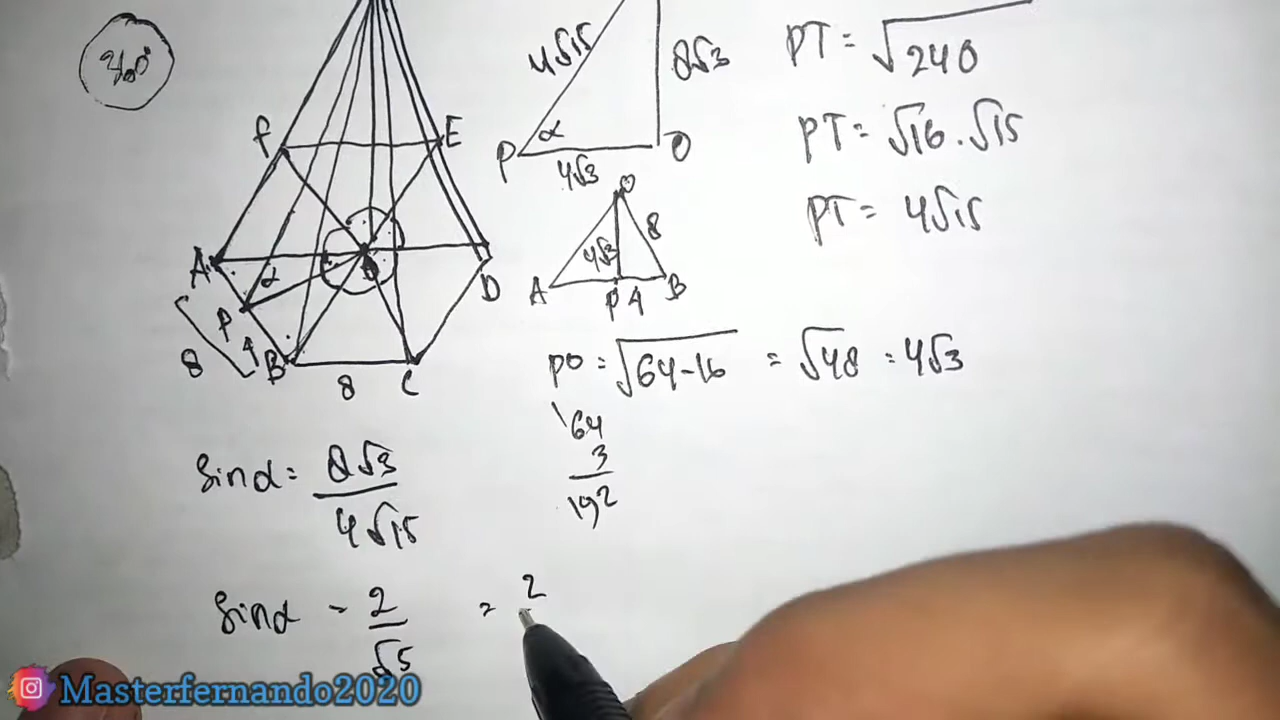 360°
F
E
A
D
O
α
P
8
4
B
8
C
4√15
8√3
P
α
O
4√3
O
4√3
8
A
P
4
B
PT = √240
PT = √16 . √15
PT = 4√15
PO = √64-16 = √48 = 4√3
64
3
192
Sinα = 8√3 / 4√15
Sinα = 2 / √5 = 2
Masterfernando2020